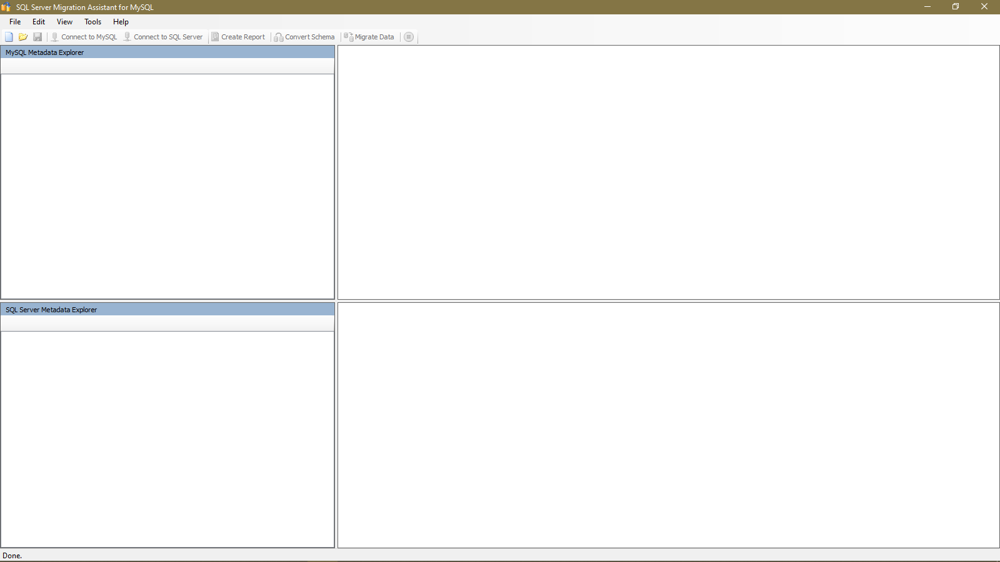 SQL Server Migration Assistant for MySQL
File Edit View Tools Help
Connect to MySQL Connect to SQL Server Create Report Convert Schema Migrate Data
MySQL Metadata Explorer
SQL Server Metadata Explorer
Done.